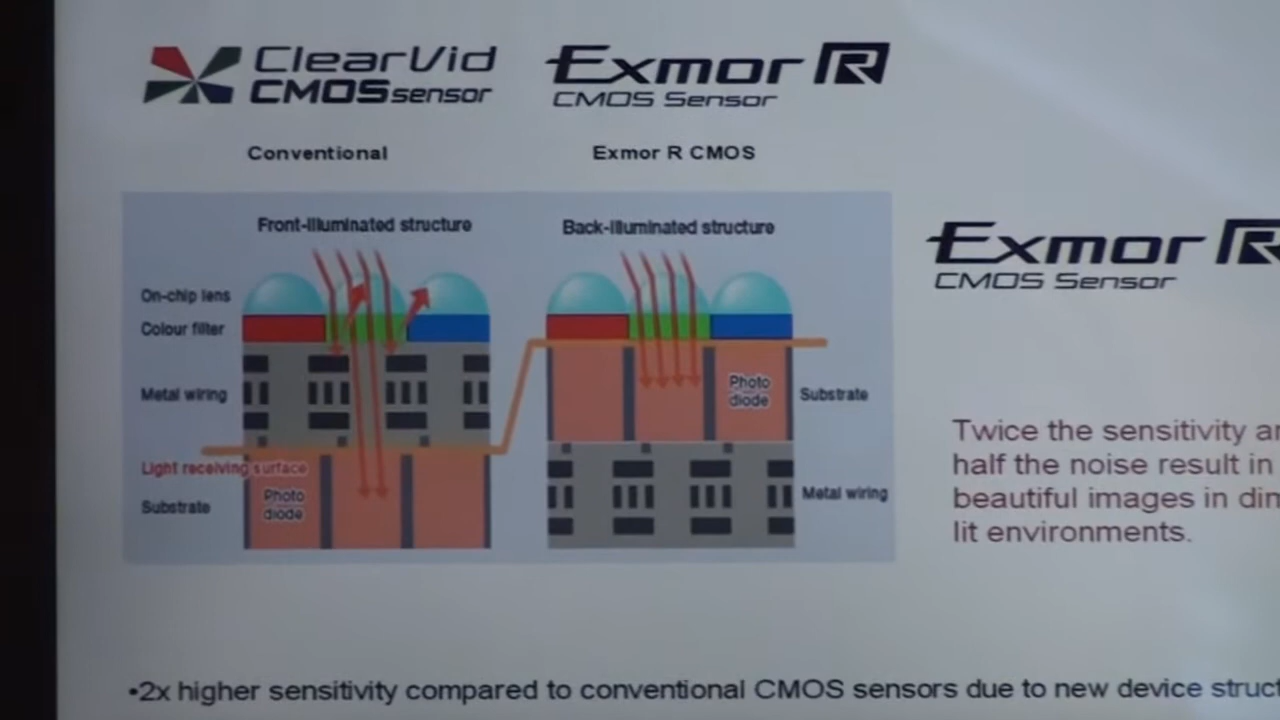 ClearVid
CMOS sensor
Exmor R
CMOS Sensor
Conventional
Exmor R CMOS
Front-illuminated structure
Back-illuminated structure
On-chip lens
Colour filter
Metal wiring
Light receiving surface
Substrate
Photo
diode
Photo
diode
Substrate
Metal wiring
Exmor R
CMOS Sensor
Twice the sensitivity
half the noise result in
beautiful images in
lit environments.
•2x higher sensitivity compared to conventional CMOS sensors due to new device